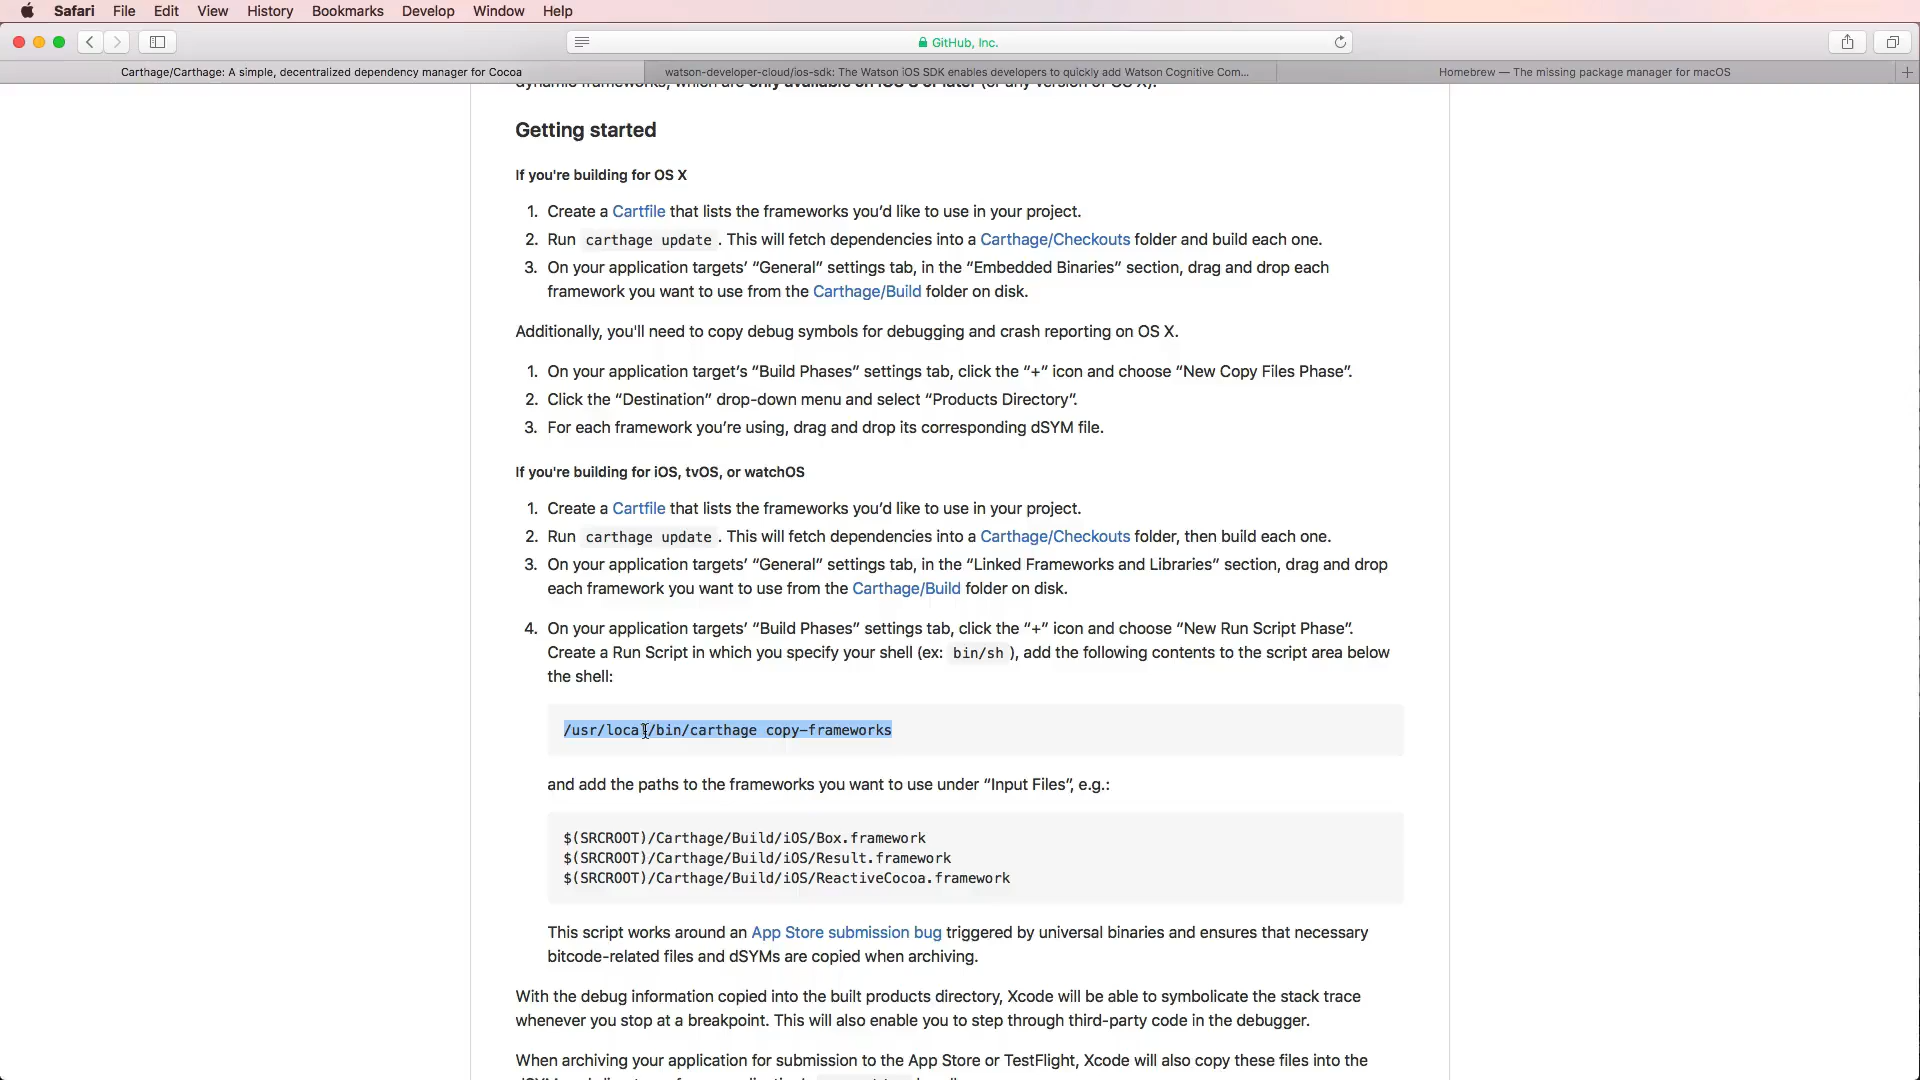 Safari File Edit View History Bookmarks Develop Window Help
GitHub, Inc.
Carthage/Carthage: A simple, decentralized dependency manager for Cocoa
watson-developer-cloud/ios-sdk: The Watson iOS SDK enables developers to quickly add Watson Cognitive Com...
Homebrew — The missing package manager for macOS
dynamic frameworks, which are only available on iOS 8 or later (or any version of OS X).
Getting started
If you're building for OS X
1. Create a Cartfile that lists the frameworks you’d like to use in your project.
2. Run carthage update . This will fetch dependencies into a Carthage/Checkouts folder and build each one.
3. On your application targets’ “General” settings tab, in the “Embedded Binaries” section, drag and drop each
framework you want to use from the Carthage/Build folder on disk.
Additionally, you'll need to copy debug symbols for debugging and crash reporting on OS X.
1. On your application target’s “Build Phases” settings tab, click the “+” icon and choose “New Copy Files Phase”.
2. Click the “Destination” drop-down menu and select “Products Directory”.
3. For each framework you’re using, drag and drop its corresponding dSYM file.
If you're building for iOS, tvOS, or watchOS
1. Create a Cartfile that lists the frameworks you’d like to use in your project.
2. Run carthage update . This will fetch dependencies into a Carthage/Checkouts folder, then build each one.
3. On your application targets’ “General” settings tab, in the “Linked Frameworks and Libraries” section, drag and drop
each framework you want to use from the Carthage/Build folder on disk.
4. On your application targets’ “Build Phases” settings tab, click the “+” icon and choose “New Run Script Phase”.
Create a Run Script in which you specify your shell (ex: bin/sh ), add the following contents to the script area below
the shell:
/usr/local/bin/carthage copy-frameworks
and add the paths to the frameworks you want to use under “Input Files”, e.g.:
$(SRCROOT)/Carthage/Build/iOS/Box.framework
$(SRCROOT)/Carthage/Build/iOS/Result.framework
$(SRCROOT)/Carthage/Build/iOS/ReactiveCocoa.framework
This script works around an App Store submission bug triggered by universal binaries and ensures that necessary
bitcode-related files and dSYMs are copied when archiving.
With the debug information copied into the built products directory, Xcode will be able to symbolicate the stack trace
whenever you stop at a breakpoint. This will also enable you to step through third-party code in the debugger.
When archiving your application for submission to the App Store or TestFlight, Xcode will also copy these files into the